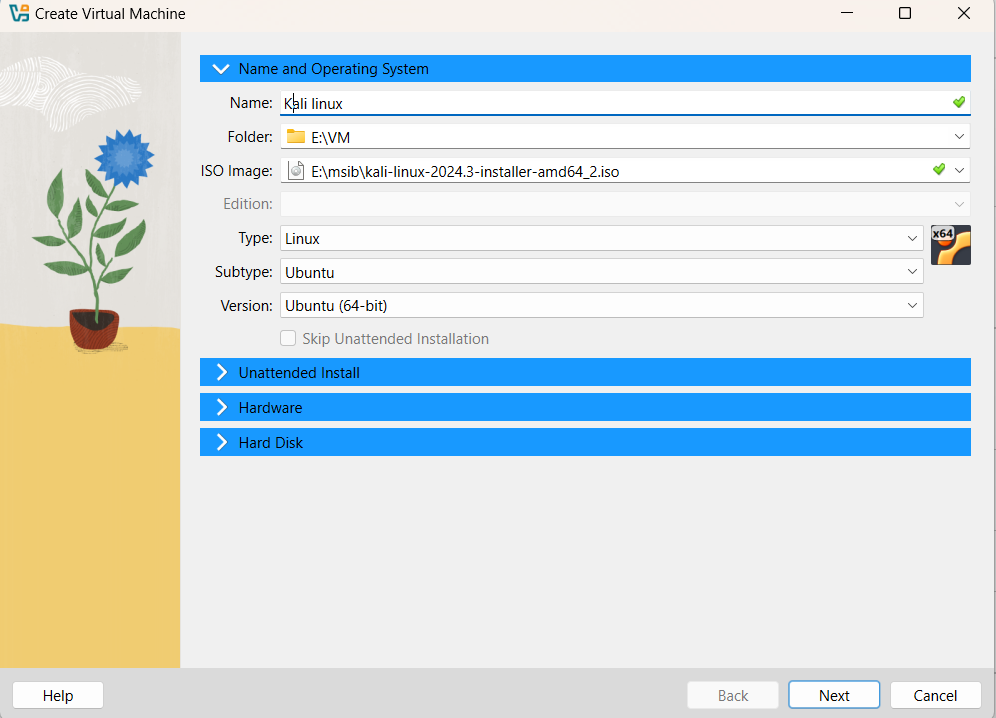 Create Virtual Machine
Name and Operating System
Name: Kali linux
Folder: E:\VM
ISO Image: E:\msib\kali-linux-2024.3-installer-amd64_2.iso
Edition:
Type: Linux
x64
Subtype: Ubuntu
Version: Ubuntu (64-bit)
Skip Unattended Installation
Unattended Install
Hardware
Hard Disk
Help Back Next Cancel